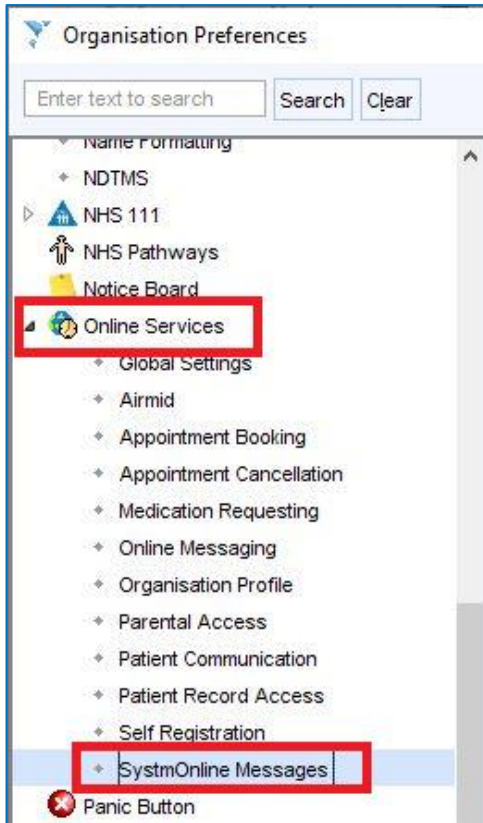 Organisation Preferences
Enter text to search Search Clear
Name Formatting
NDTMS
NHS 111
NHS Pathways
Notice Board
Online Services
Global Settings
Airmid
Appointment Booking
Appointment Cancellation
Medication Requesting
Online Messaging
Organisation Profile
Parental Access
Patient Communication
Patient Record Access
Self Registration
SystmOnline Messages
Panic Button